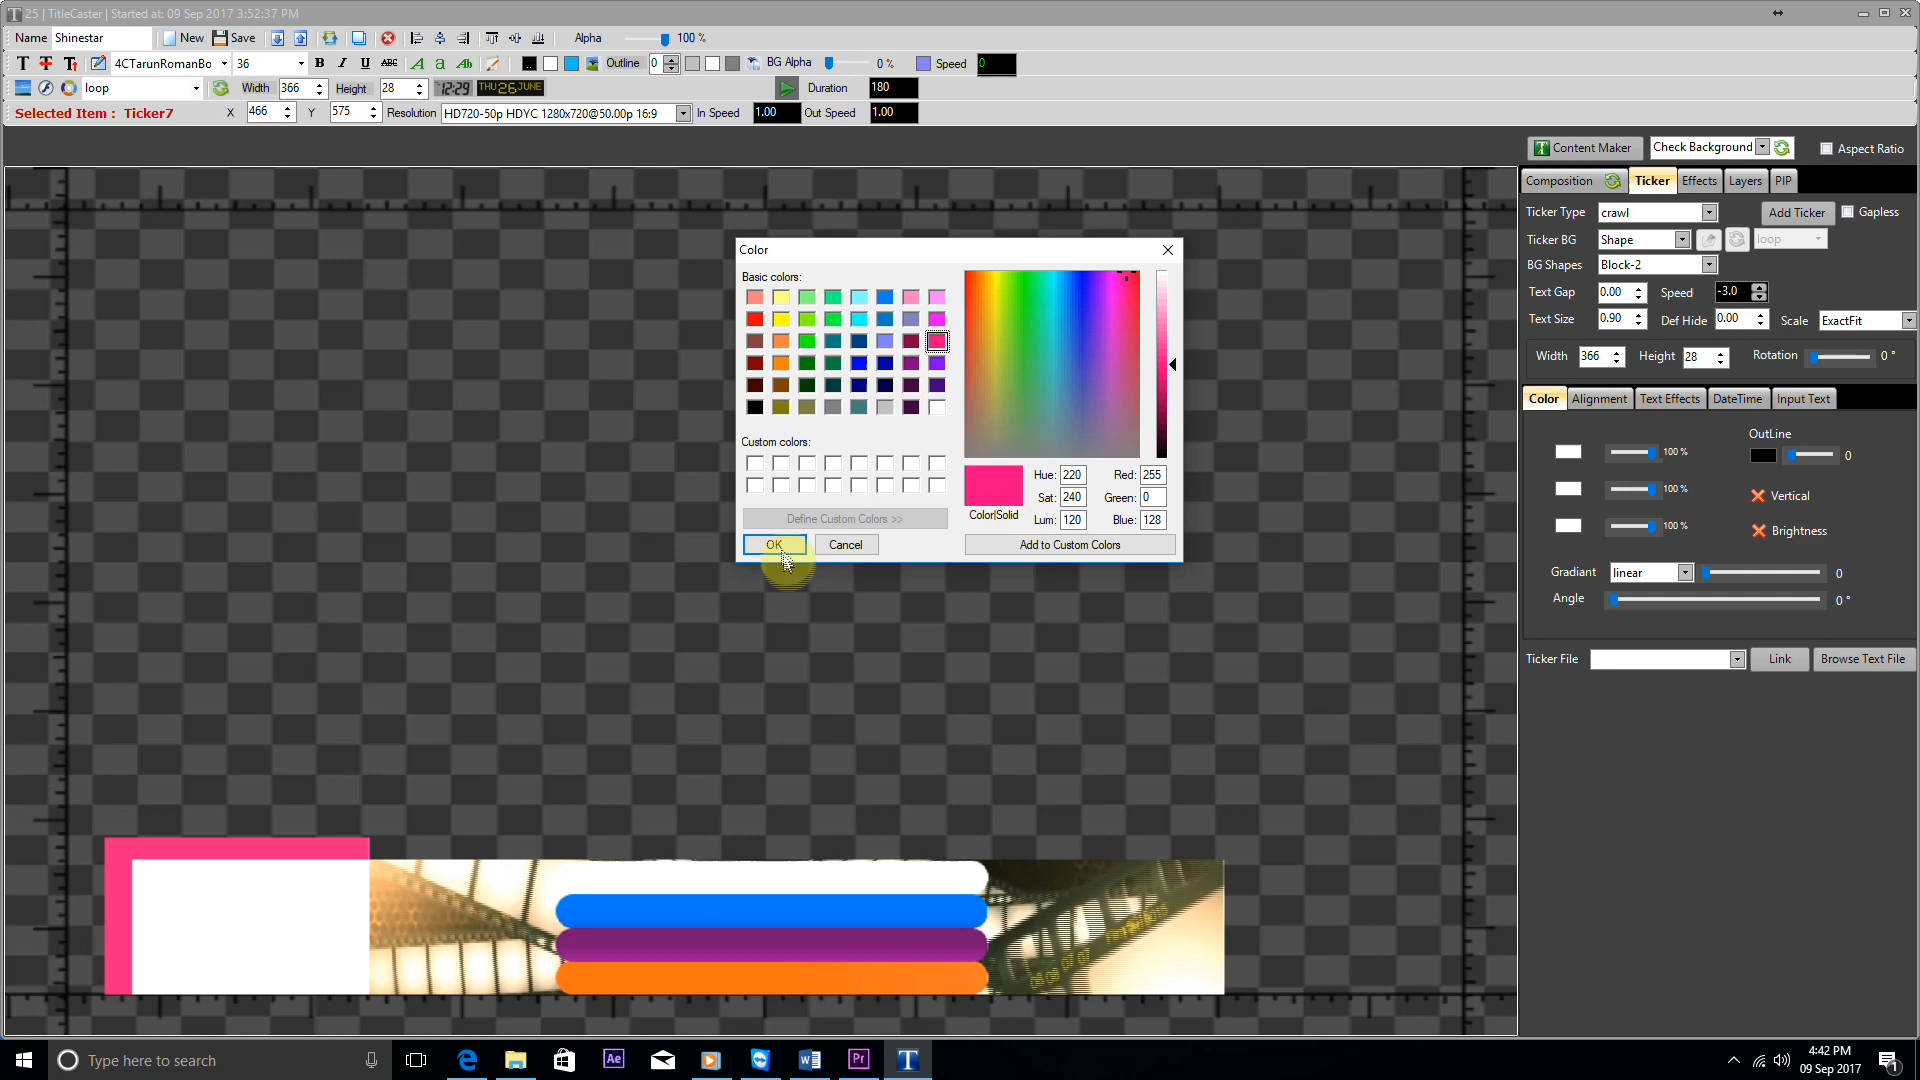 25 | TitleCaster | Started at: 09 Sep 2017 3:52:37 PM
Name Shinestar New Save Alpha 100 %
4CTarunRomanBo 36 B I U ABC A a Ab Outline 0 BG Alpha 0 % Speed 0
loop Width 366 Height 28 12:29 THU 26 JUNE Duration 180
Selected Item : Ticker7 X 466 Y 575 Resolution HD720-50p HDYC 1280x720@50.00p 16:9 In Speed 1.00 Out Speed 1.00
Content Maker Check Background Aspect Ratio
Composition Ticker Effects Layers PIP
Ticker Type crawl Add Ticker Gapless
Ticker BG Shape loop
BG Shapes Block-2
Text Gap 0.00 Speed -3.0
Text Size 0.90 Def Hide 0.00 Scale ExactFit
Width 366 Height 28 Rotation 0 °
Color Alignment Text Effects DateTime Input Text
OutLine
100 % 0
100 % Vertical
100 % Brightness
Gradiant linear 0
Angle 0 °
Ticker File Link Browse Text File
Color
Basic colors:
Custom colors:
Define Custom Colors >>
OK Cancel
Color|Solid
Hue: 220 Red: 255
Sat: 240 Green: 0
Lum: 120 Blue: 128
Add to Custom Colors
Type here to search
Ae
Pr
4:42 PM
09 Sep 2017
1